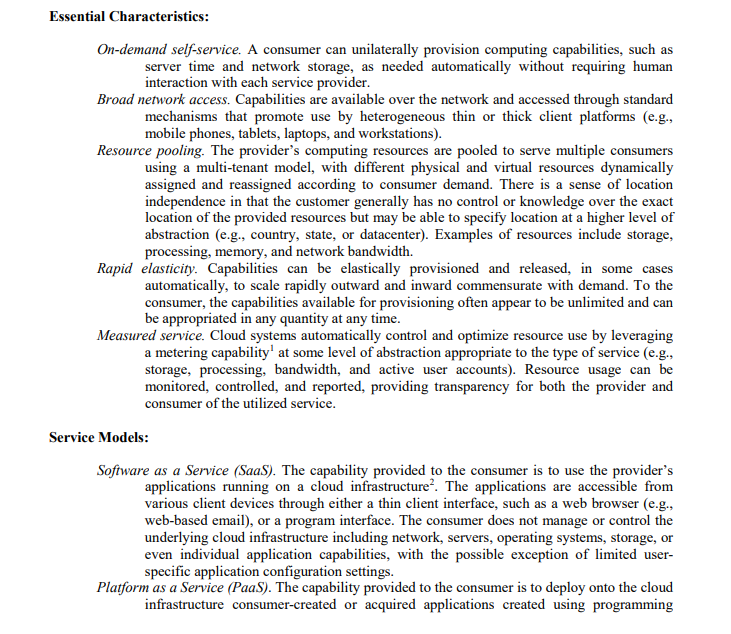 Essential Characteristics:
On-demand self-service. A consumer can unilaterally provision computing capabilities, such as
server time and network storage, as needed automatically without requiring human
interaction with each service provider.
Broad network access. Capabilities are available over the network and accessed through standard
mechanisms that promote use by heterogeneous thin or thick client platforms (e.g.,
mobile phones, tablets, laptops, and workstations).
Resource pooling. The provider’s computing resources are pooled to serve multiple consumers
using a multi-tenant model, with different physical and virtual resources dynamically
assigned and reassigned according to consumer demand. There is a sense of location
independence in that the customer generally has no control or knowledge over the exact
location of the provided resources but may be able to specify location at a higher level of
abstraction (e.g., country, state, or datacenter). Examples of resources include storage,
processing, memory, and network bandwidth.
Rapid elasticity. Capabilities can be elastically provisioned and released, in some cases
automatically, to scale rapidly outward and inward commensurate with demand. To the
consumer, the capabilities available for provisioning often appear to be unlimited and can
be appropriated in any quantity at any time.
Measured service. Cloud systems automatically control and optimize resource use by leveraging
a metering capability¹ at some level of abstraction appropriate to the type of service (e.g.,
storage, processing, bandwidth, and active user accounts). Resource usage can be
monitored, controlled, and reported, providing transparency for both the provider and
consumer of the utilized service.
Service Models:
Software as a Service (SaaS). The capability provided to the consumer is to use the provider’s
applications running on a cloud infrastructure². The applications are accessible from
various client devices through either a thin client interface, such as a web browser (e.g.,
web-based email), or a program interface. The consumer does not manage or control the
underlying cloud infrastructure including network, servers, operating systems, storage, or
even individual application capabilities, with the possible exception of limited user-
specific application configuration settings.
Platform as a Service (PaaS). The capability provided to the consumer is to deploy onto the cloud
infrastructure consumer-created or acquired applications created using programming